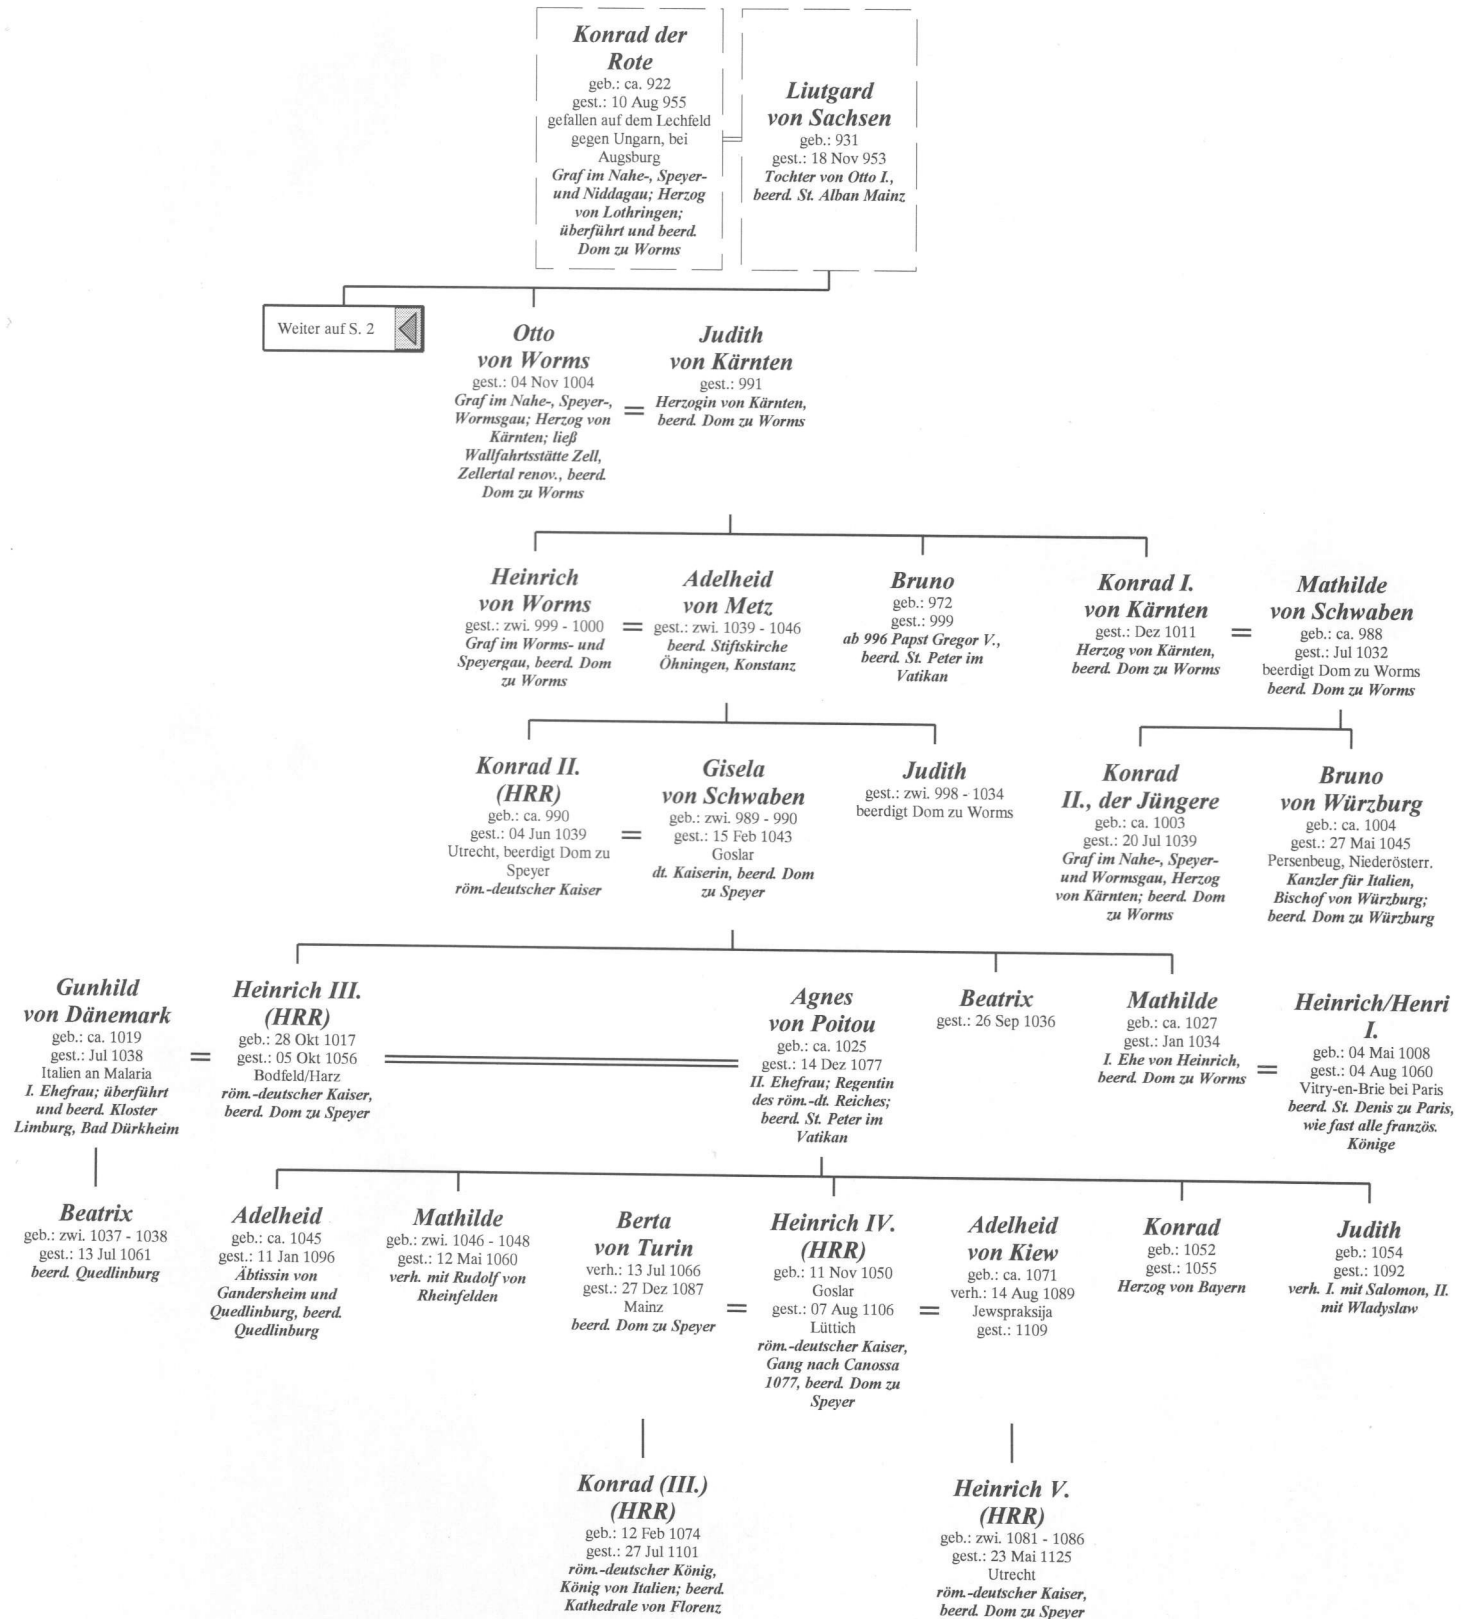 Konrad der
Rote
geb.: ca. 922
gest.: 10 Aug 955
gefallen auf dem Lechfeld
gegen Ungarn, bei
Augsburg
Graf im Nahe-, Speyer-
und Niddagau; Herzog
von Lothringen;
überführt und beerd.
Dom zu Worms
Liutgard
von Sachsen
geb.: 931
gest.: 18 Nov 953
Tochter von Otto I.,
beerd. St. Alban Mainz
Weiter auf S. 2
Otto
von Worms
gest.: 04 Nov 1004
Graf im Nahe-, Speyer-,
Wormsgau; Herzog von
Kärnten; ließ
Wallfahrtsstätte Zell,
Zellertal renov., beerd.
Dom zu Worms
=
Judith
von Kärnten
gest.: 991
Herzogin von Kärnten,
beerd. Dom zu Worms
Heinrich
von Worms
gest.: zwi. 999 - 1000
Graf im Worms- und
Speyergau, beerd. Dom
zu Worms
=
Adelheid
von Metz
gest.: zwi. 1039 - 1046
beerd. Stiftskirche
Öhningen, Konstanz
Bruno
geb.: 972
gest.: 999
ab 996 Papst Gregor V.,
beerd. St. Peter im
Vatikan
Konrad I.
von Kärnten
gest.: Dez 1011
Herzog von Kärnten,
beerd. Dom zu Worms
=
Mathilde
von Schwaben
geb.: ca. 988
gest.: Jul 1032
beerdigt Dom zu Worms
beerd. Dom zu Worms
Konrad II.
(HRR)
geb.: ca. 990
gest.: 04 Jun 1039
Utrecht, beerdigt Dom zu
Speyer
röm.-deutscher Kaiser
=
Gisela
von Schwaben
geb.: zwi. 989 - 990
gest.: 15 Feb 1043
Goslar
dt. Kaiserin, beerd. Dom
zu Speyer
Judith
gest.: zwi. 998 - 1034
beerdigt Dom zu Worms
Konrad
II., der Jüngere
geb.: ca. 1003
gest.: 20 Jul 1039
Graf im Nahe-, Speyer-
und Wormsgau, Herzog
von Kärnten; beerd. Dom
zu Worms
Bruno
von Würzburg
geb.: ca. 1004
gest.: 27 Mai 1045
Persenbeug, Niederösterr.
Kanzler für Italien,
Bischof von Würzburg;
beerd. Dom zu Würzburg
Gunhild
von Dänemark
geb.: ca. 1019
gest.: Jul 1038
Italien an Malaria
I. Ehefrau; überführt
und beerd. Kloster
Limburg, Bad Dürkheim
=
Heinrich III.
(HRR)
geb.: 28 Okt 1017
gest.: 05 Okt 1056
Bodfeld/Harz
röm.-deutscher Kaiser,
beerd. Dom zu Speyer
Agnes
von Poitou
geb.: ca. 1025
gest.: 14 Dez 1077
II. Ehefrau; Regentin
des röm.-dt. Reiches;
beerd. St. Peter im
Vatikan
Beatrix
gest.: 26 Sep 1036
Mathilde
geb.: ca. 1027
gest.: Jan 1034
I. Ehe von Heinrich,
beerd. Dom zu Worms
=
Heinrich/Henri
I.
geb.: 04 Mai 1008
gest.: 04 Aug 1060
Vitry-en-Brie bei Paris
beerd. St. Denis zu Paris,
wie fast alle französ.
Könige
Beatrix
geb.: zwi. 1037 - 1038
gest.: 13 Jul 1061
beerd. Quedlinburg
Adelheid
geb.: ca. 1045
gest.: 11 Jan 1096
Äbtissin von
Gandersheim und
Quedlinburg, beerd.
Quedlinburg
Mathilde
geb.: zwi. 1046 - 1048
gest.: 12 Mai 1060
verh. mit Rudolf von
Rheinfelden
Berta
von Turin
verh.: 13 Jul 1066
gest.: 27 Dez 1087
Mainz
beerd. Dom zu Speyer
=
Heinrich IV.
(HRR)
geb.: 11 Nov 1050
Goslar
gest.: 07 Aug 1106
Lüttich
röm.-deutscher Kaiser,
Gang nach Canossa
1077, beerd. Dom zu
Speyer
=
Adelheid
von Kiew
geb.: ca. 1071
verh.: 14 Aug 1089
Jewspraksija
gest.: 1109
Konrad
geb.: 1052
gest.: 1055
Herzog von Bayern
Judith
geb.: 1054
gest.: 1092
verh. I. mit Salomon, II.
mit Wladyslaw
Konrad (III.)
(HRR)
geb.: 12 Feb 1074
gest.: 27 Jul 1101
röm.-deutscher König,
König von Italien; beerd.
Kathedrale von Florenz
Heinrich V.
(HRR)
geb.: zwi. 1081 - 1086
gest.: 23 Mai 1125
Utrecht
röm.-deutscher Kaiser,
beerd. Dom zu Speyer